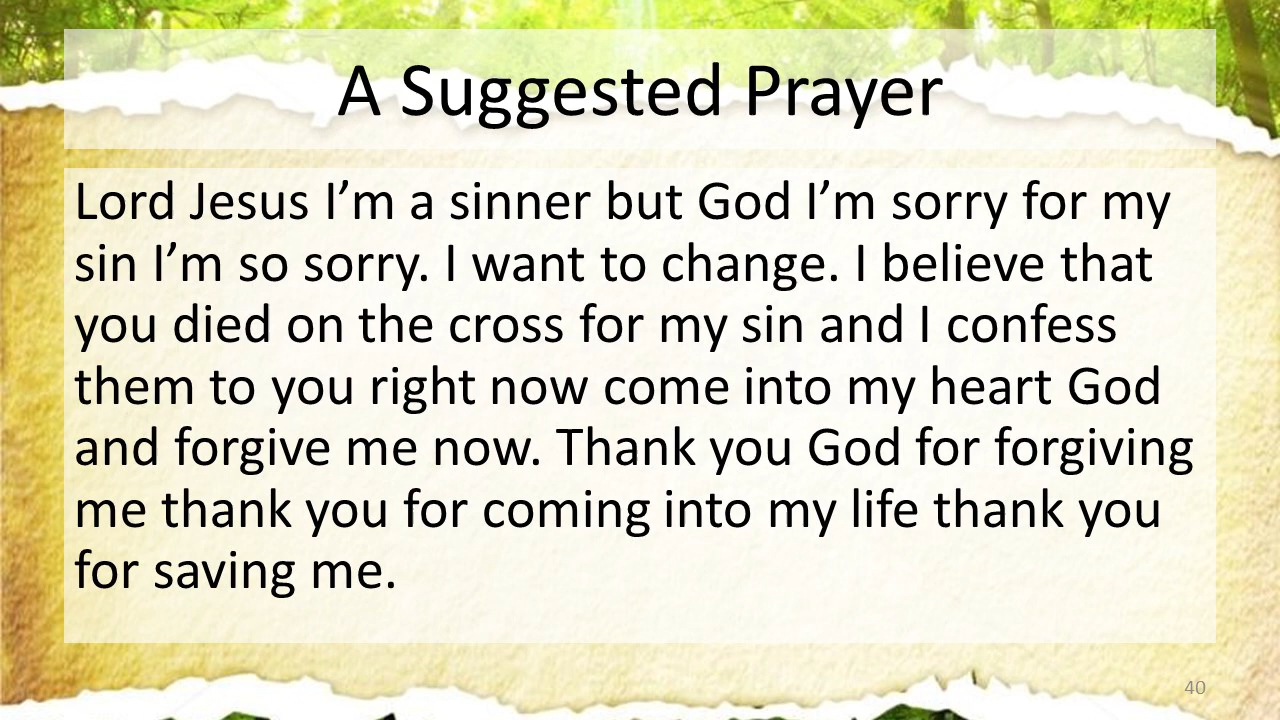 A Suggested Prayer
Lord Jesus I’m a sinner but God I’m sorry for my
sin I’m so sorry. I want to change. I believe that
you died on the cross for my sin and I confess
them to you right now come into my heart God
and forgive me now. Thank you God for forgiving
me thank you for coming into my life thank you
for saving me.
40